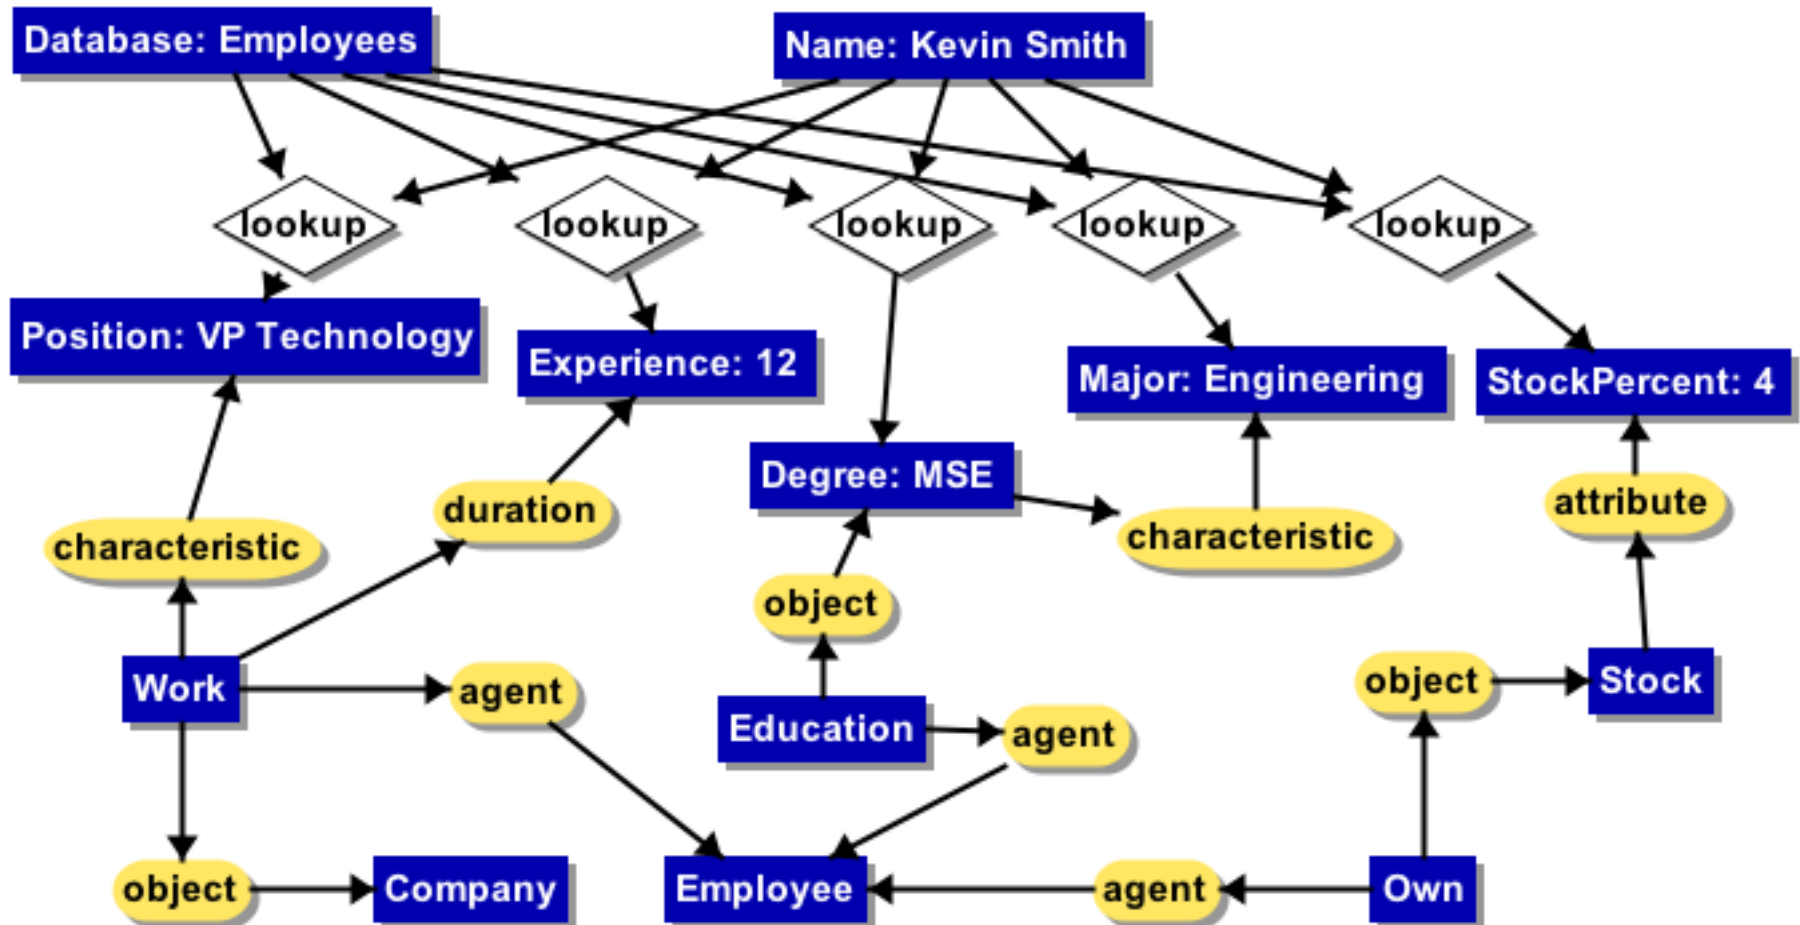 Database: Employees
Name: Kevin Smith
lookup
lookup
lookup
lookup
lookup
Position: VP Technology
Experience: 12
Major: Engineering
StockPercent: 4
Degree: MSE
duration
attribute
characteristic
characteristic
object
Work
agent
Education
agent
object
Stock
object
Company
Employee
agent
Own